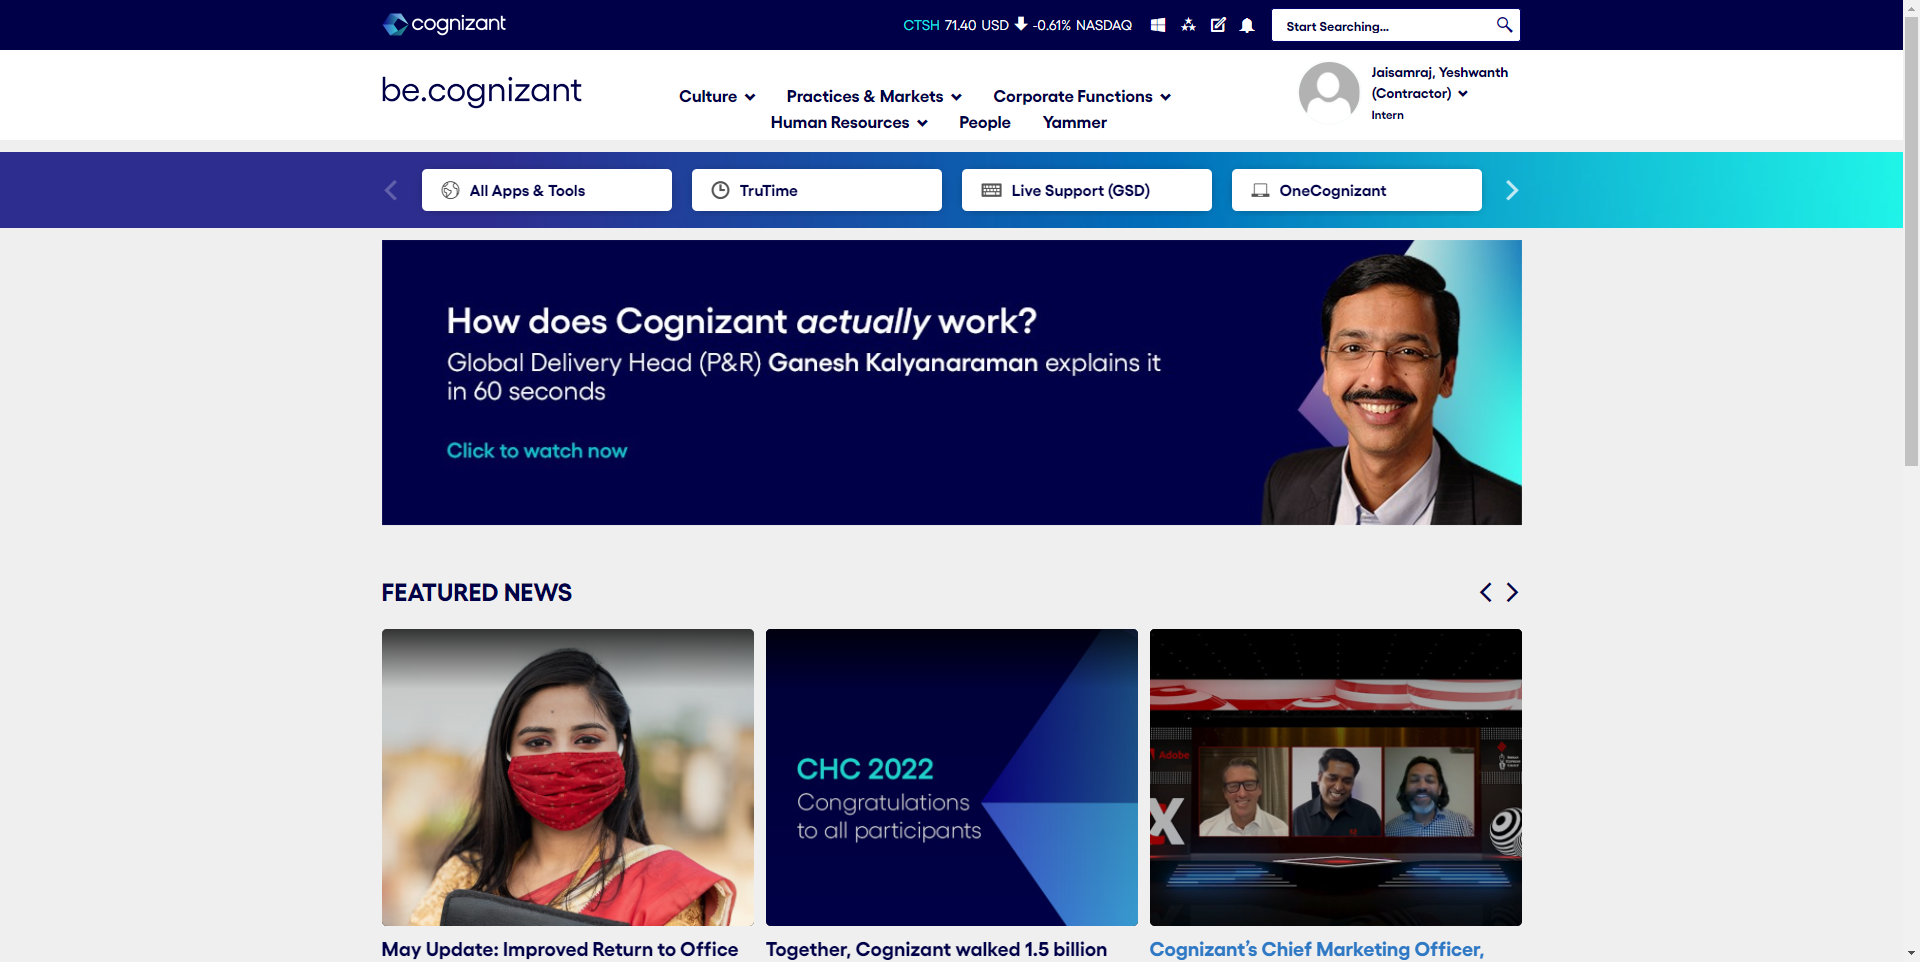 cognizant
CTSH 71.40 USD -0.61% NASDAQ
Start Searching...
be.cognizant
Culture
Practices & Markets
Corporate Functions
Human Resources
People
Yammer
Jaisamraj, Yeshwanth
(Contractor)
Intern
All Apps & Tools
TruTime
Live Support (GSD)
OneCognizant
How does Cognizant actually work?
Global Delivery Head (P&R) Ganesh Kalyanaraman explains it
in 60 seconds
Click to watch now
FEATURED NEWS
CHC 2022
Congratulations
to all participants
Adobe
X
May Update: Improved Return to Office
Together, Cognizant walked 1.5 billion
Cognizant’s Chief Marketing Officer,